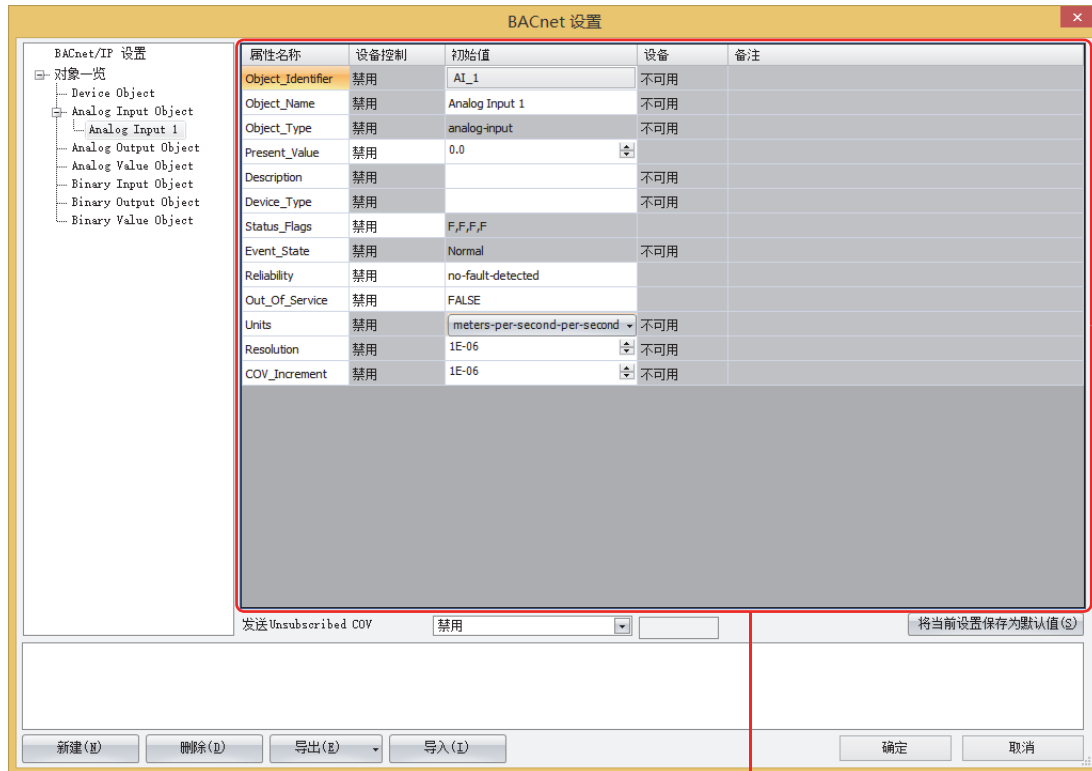 BACnet 设置
BACnet/IP 设置
对象一览
Device Object
Analog Input Object
Analog Input 1
Analog Output Object
Analog Value Object
Binary Input Object
Binary Output Object
Binary Value Object
属性名称 设备控制 初始值 设备 备注
Object_Identifier 禁用 AI_1 不可用
Object_Name 禁用 Analog Input 1 不可用
Object_Type 禁用 analog-input 不可用
Present_Value 禁用 0.0
Description 禁用 不可用
Device_Type 禁用 不可用
Status_Flags 禁用 F,F,F,F
Event_State 禁用 Normal 不可用
Reliability 禁用 no-fault-detected
Out_Of_Service 禁用 FALSE
Units 禁用 meters-per-second-per-second 不可用
Resolution 禁用 1E-06 不可用
COV_Increment 禁用 1E-06 不可用
发送Unsubscribed COV 禁用 将当前设置保存为默认值(S)
新建(N) 删除(D) 导出(E) 导入(I) 确定 取消